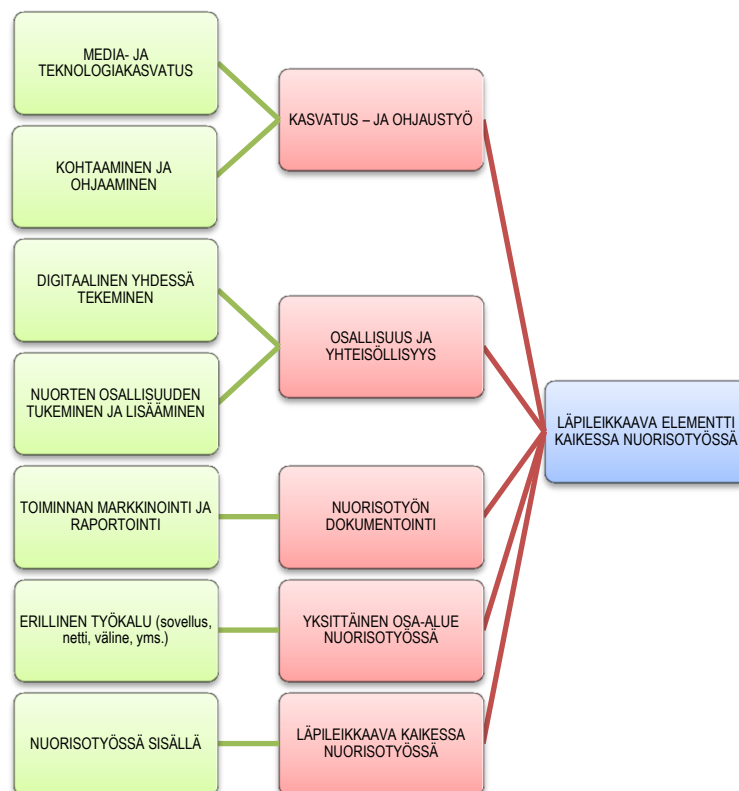 MEDIA- JA
TEKNOLOGIAKASVATUS
KASVATUS – JA OHJAUSTYÖ
KOHTAAMINEN JA
OHJAAMINEN
DIGITAALINEN YHDESSÄ
TEKEMINEN
OSALLISUUS JA
YHTEISÖLLISYYS
NUORTEN OSALLISUUDEN
TUKEMINEN JA LISÄÄMINEN
LÄPILEIKKAAVA ELEMENTTI
KAIKESSA NUORISOTYÖSSÄ
TOIMINNAN MARKKINOINTI JA
RAPORTOINTI
NUORISOTYÖN
DOKUMENTOINTI
ERILLINEN TYÖKALU (sovellus,
netti, väline, yms.)
YKSITTÄINEN OSA-ALUE
NUORISOTYÖSSÄ
NUORISOTYÖSSÄ SISÄLLÄ
LÄPILEIKKAAVA KAIKESSA
NUORISOTYÖSSÄ